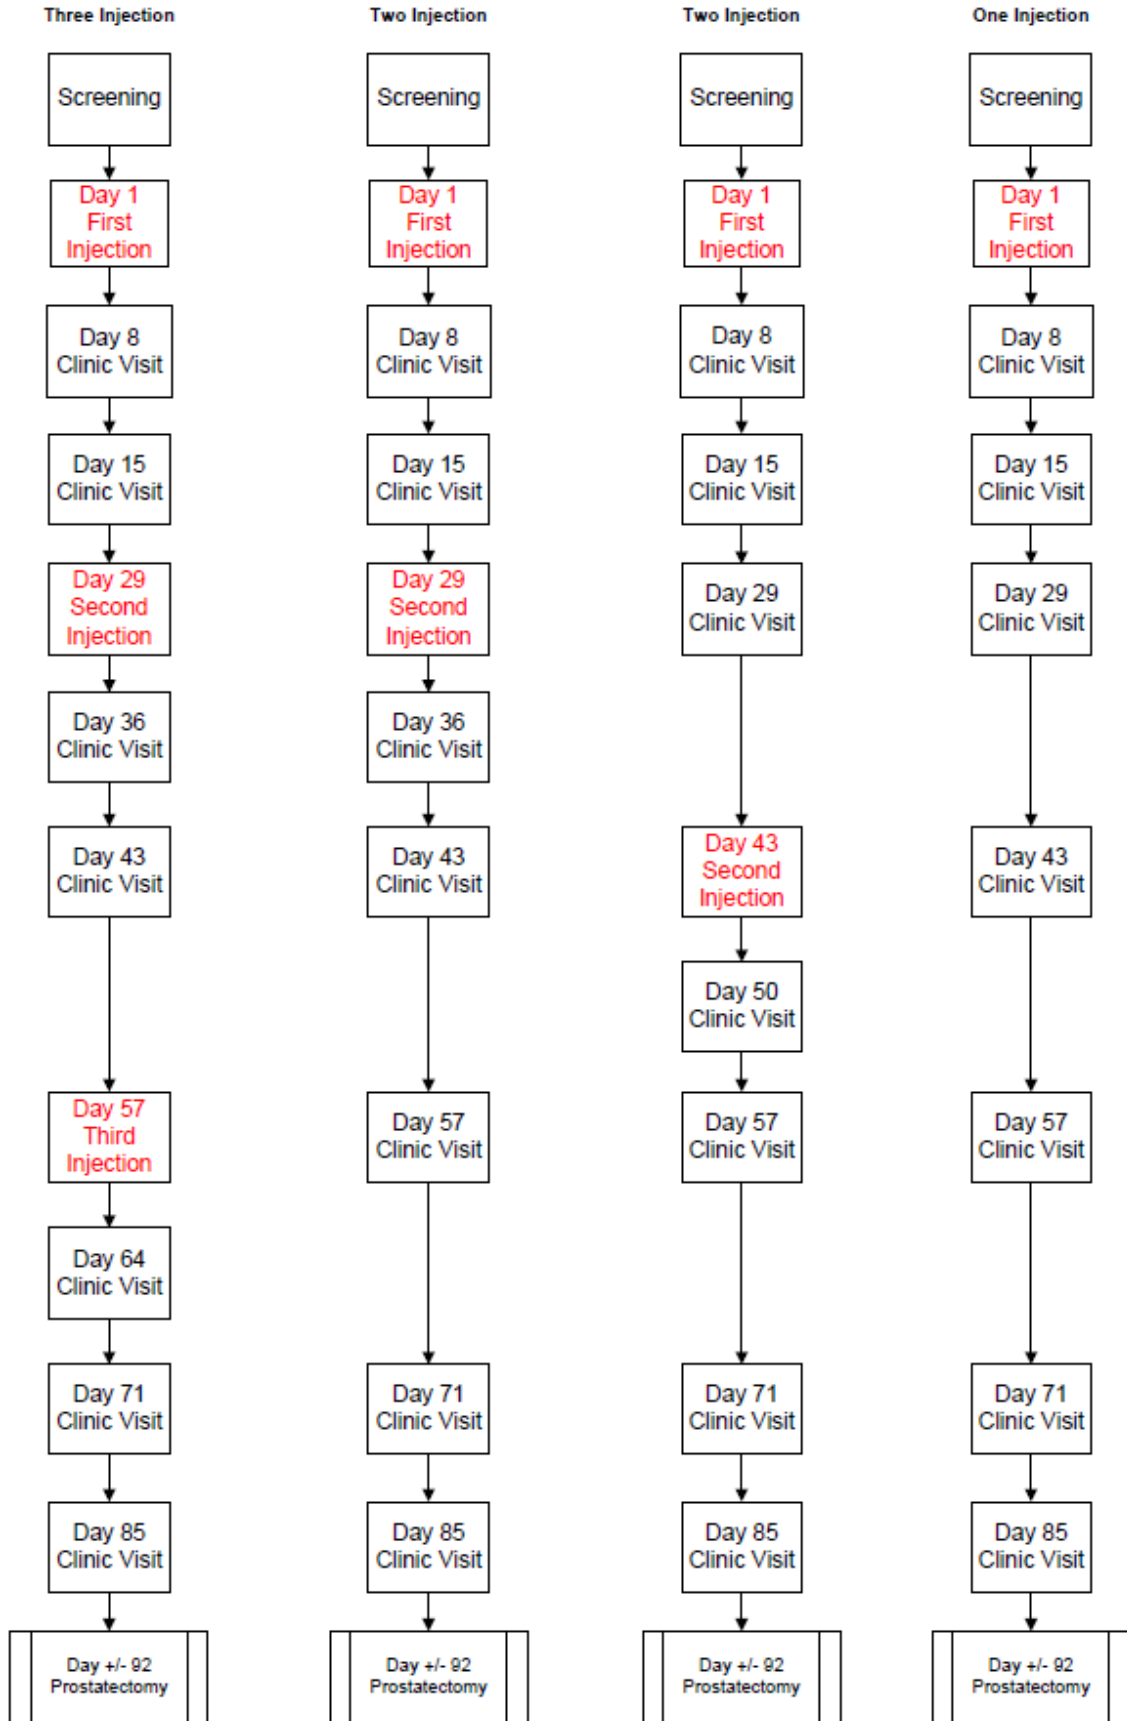 Three Injection
Screening
Day 1
First
Injection
Day 8
Clinic Visit
Day 15
Clinic Visit
Day 29
Second
Injection
Day 36
Clinic Visit
Day 43
Clinic Visit
Day 57
Third
Injection
Day 64
Clinic Visit
Day 71
Clinic Visit
Day 85
Clinic Visit
Day +/- 92
Prostatectomy
Two Injection
Screening
Day 1
First
Injection
Day 8
Clinic Visit
Day 15
Clinic Visit
Day 29
Second
Injection
Day 36
Clinic Visit
Day 43
Clinic Visit
Day 57
Clinic Visit
Day 71
Clinic Visit
Day 85
Clinic Visit
Day +/- 92
Prostatectomy
Two Injection
Screening
Day 1
First
Injection
Day 8
Clinic Visit
Day 15
Clinic Visit
Day 29
Clinic Visit
Day 43
Second
Injection
Day 50
Clinic Visit
Day 57
Clinic Visit
Day 71
Clinic Visit
Day 85
Clinic Visit
Day +/- 92
Prostatectomy
One Injection
Screening
Day 1
First
Injection
Day 8
Clinic Visit
Day 15
Clinic Visit
Day 29
Clinic Visit
Day 43
Clinic Visit
Day 57
Clinic Visit
Day 71
Clinic Visit
Day 85
Clinic Visit
Day +/- 92
Prostatectomy